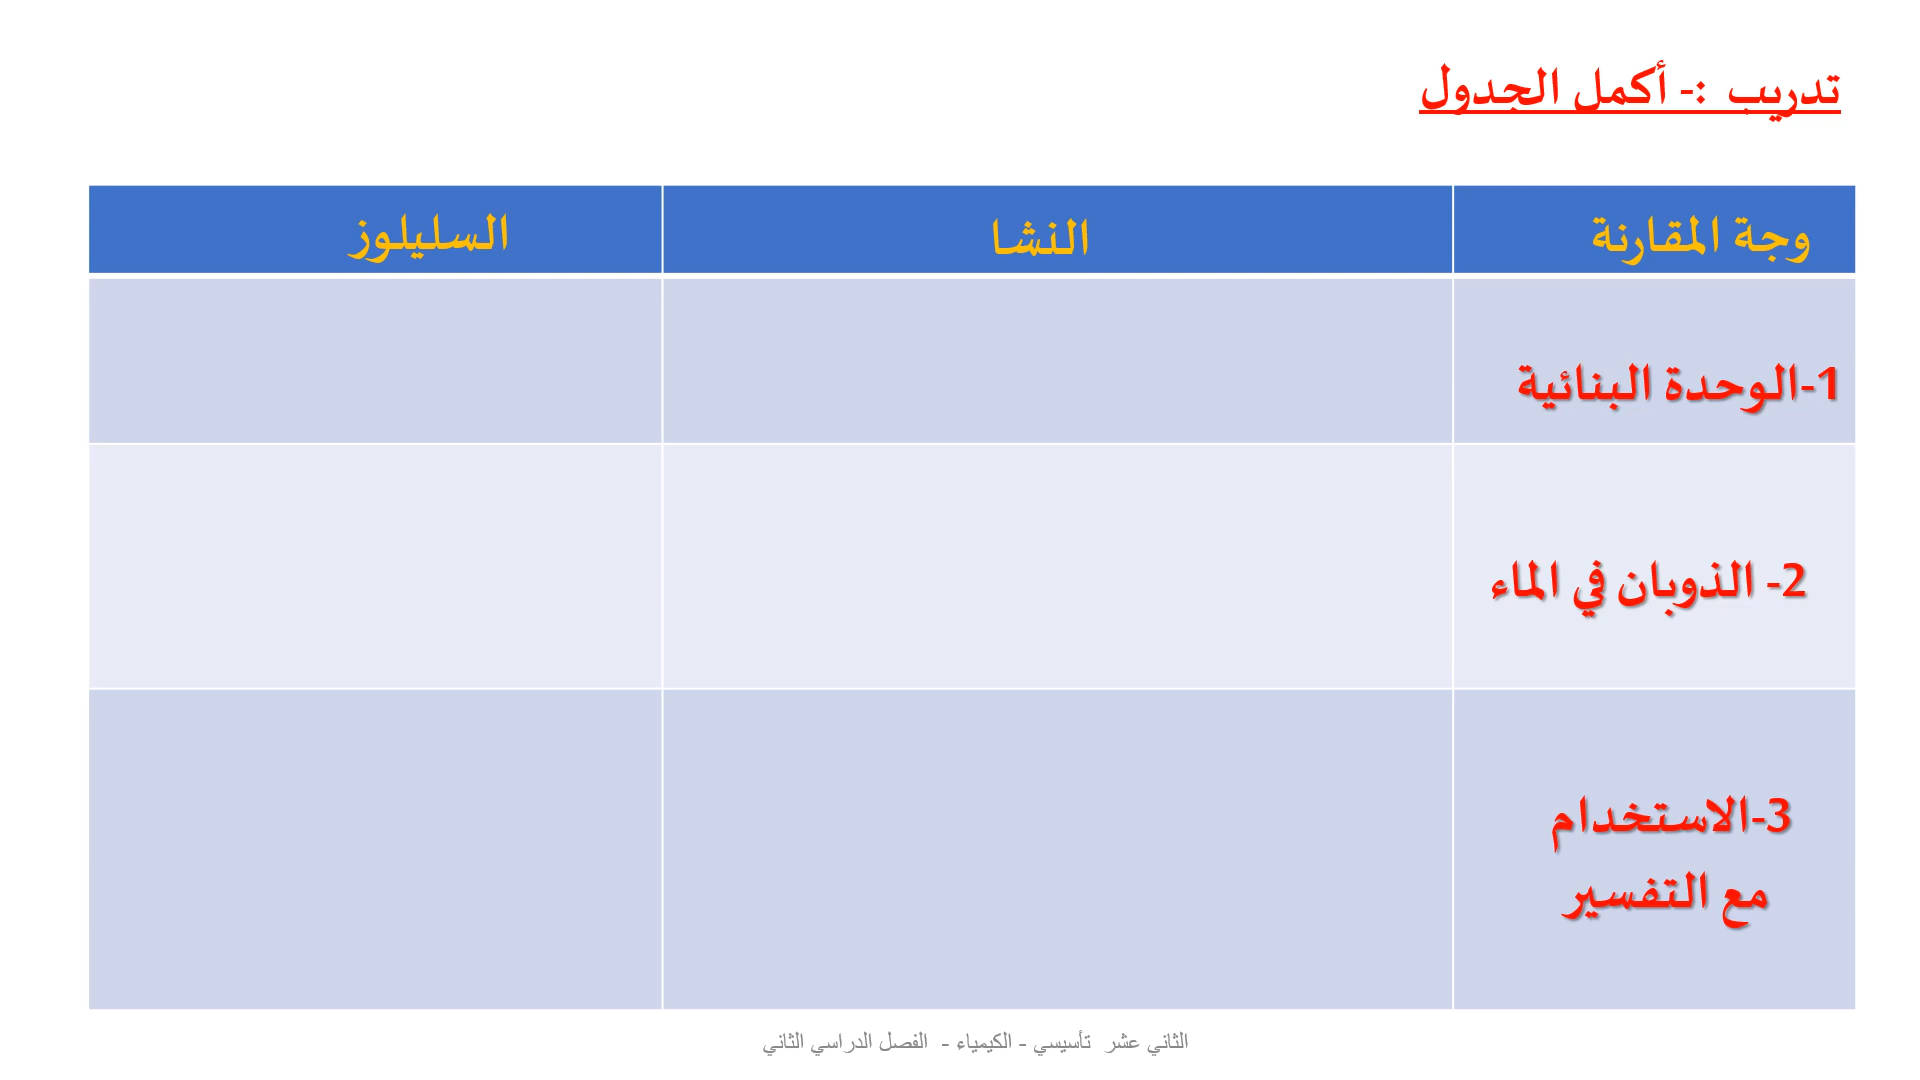 تدريب :- أكمل الجدول
وجة المقارنة
النشا
السليلوز
1-الوحدة البنائية
2- الذوبان في الماء
3-الاستخدام
مع التفسير
الثاني عشر تأسيسي - الكيمياء - الفصل الدراسي الثاني